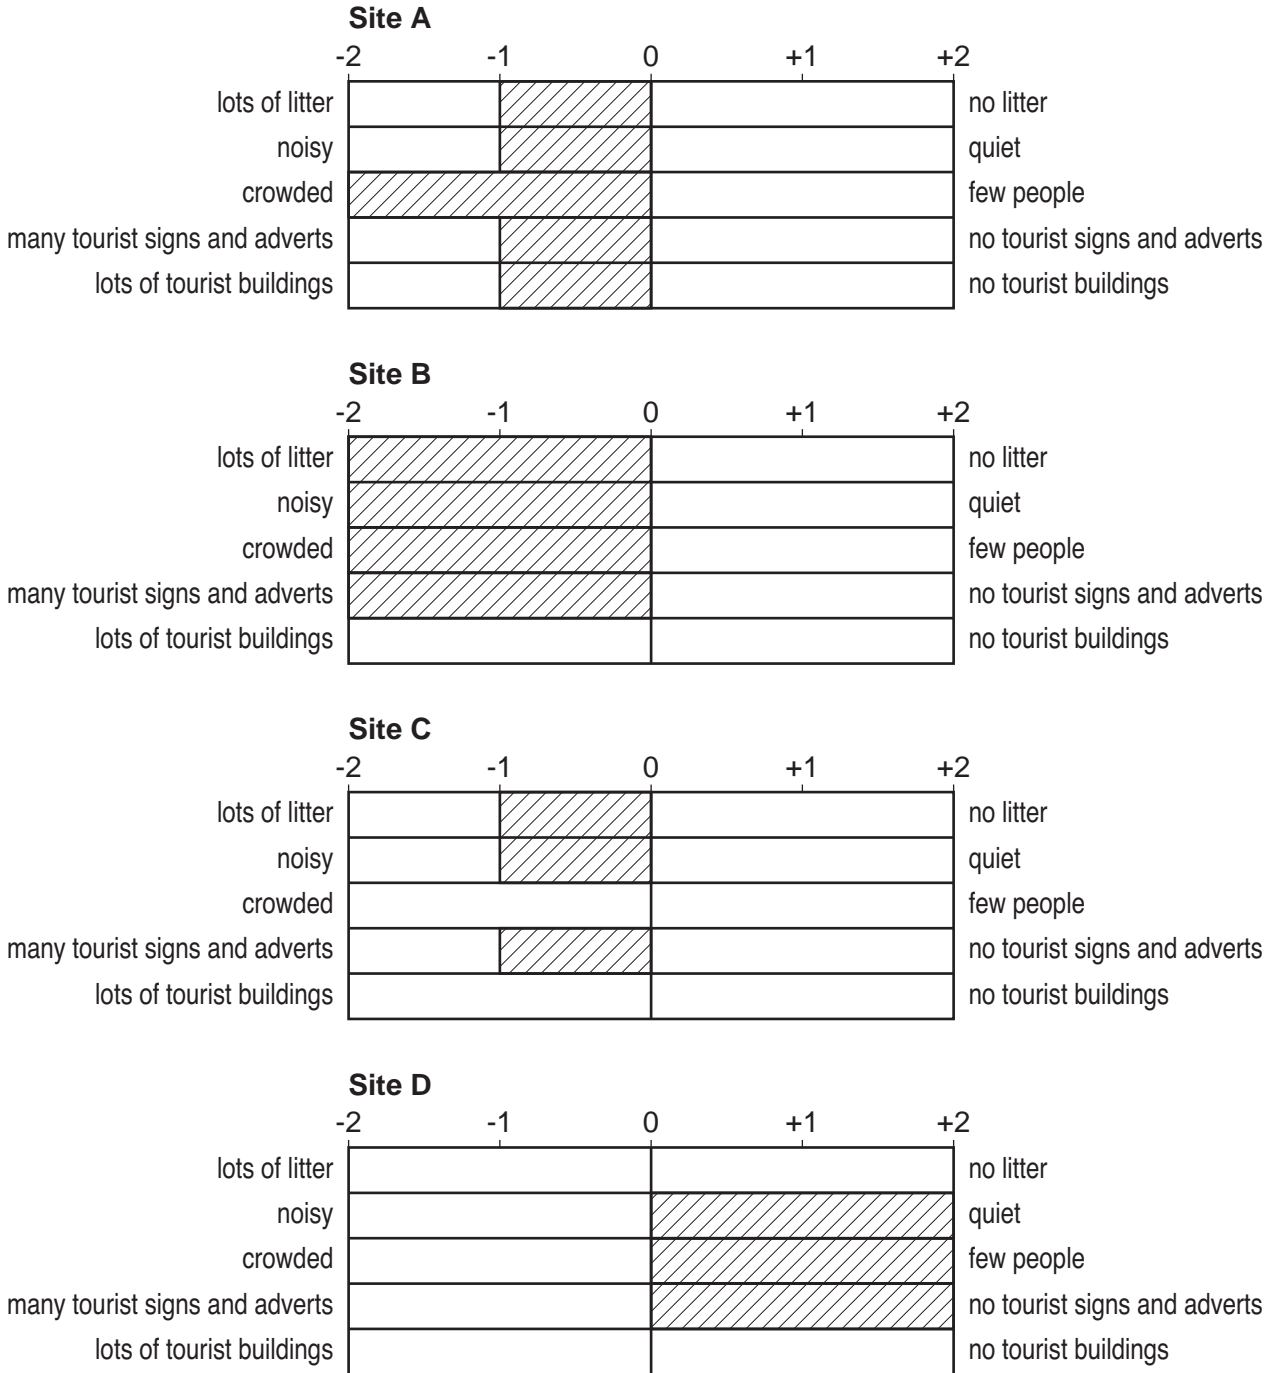 Site A
-2 -1 0 +1 +2
lots of litter no litter
noisy quiet
crowded few people
many tourist signs and adverts no tourist signs and adverts
lots of tourist buildings no tourist buildings
Site B
-2 -1 0 +1 +2
lots of litter no litter
noisy quiet
crowded few people
many tourist signs and adverts no tourist signs and adverts
lots of tourist buildings no tourist buildings
Site C
-2 -1 0 +1 +2
lots of litter no litter
noisy quiet
crowded few people
many tourist signs and adverts no tourist signs and adverts
lots of tourist buildings no tourist buildings
Site D
-2 -1 0 +1 +2
lots of litter no litter
noisy quiet
crowded few people
many tourist signs and adverts no tourist signs and adverts
lots of tourist buildings no tourist buildings